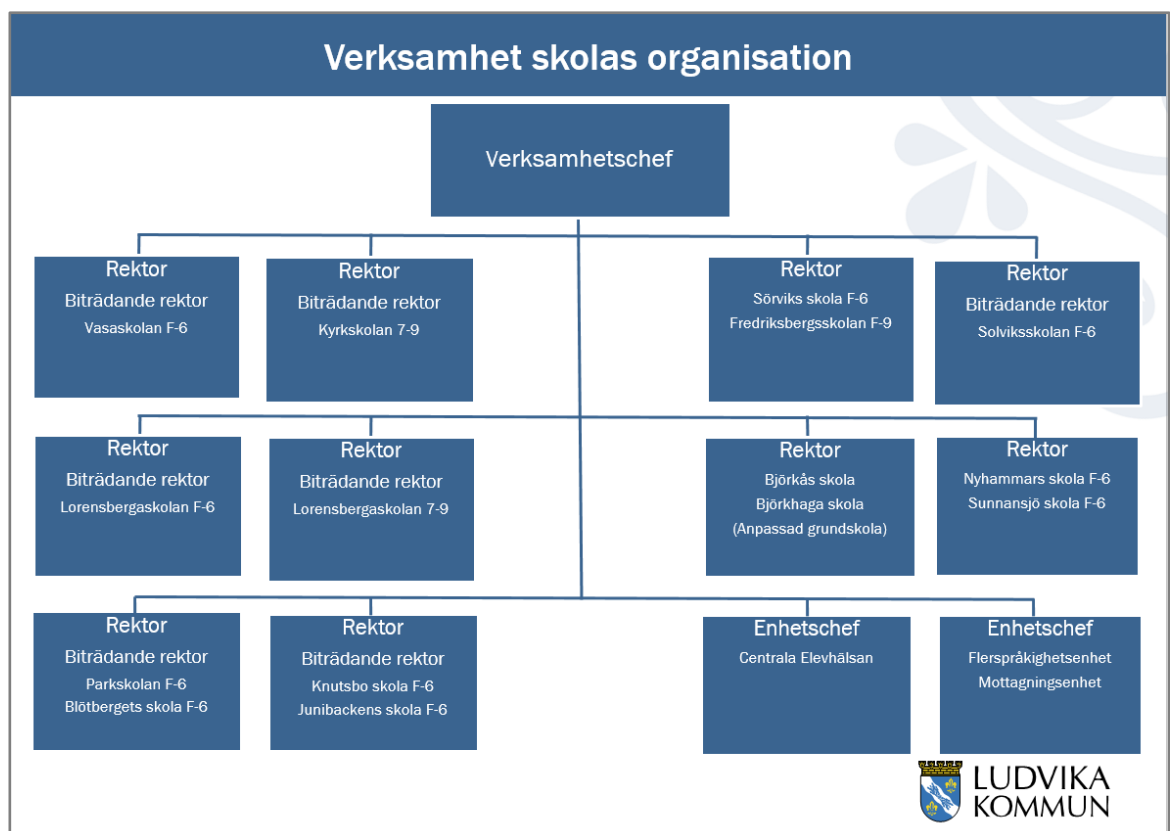 Verksamhet skolas organisation
Verksamhetschef
Rektor
Biträdande rektor
Vasaskolan F-6
Rektor
Biträdande rektor
Kyrkskolan 7-9
Rektor
Sörviks skola F-6
Fredriksbergsskolan F-9
Rektor
Biträdande rektor
Solviksskolan F-6
Rektor
Biträdande rektor
Lorensbergaskolan F-6
Rektor
Biträdande rektor
Lorensbergaskolan 7-9
Rektor
Björkås skola
Björkhaga skola
(Anpassad grundskola)
Rektor
Nyhammars skola F-6
Sunnansjö skola F-6
Rektor
Biträdande rektor
Parkskolan F-6
Blötbergets skola F-6
Rektor
Biträdande rektor
Knutsbo skola F-6
Junibackens skola F-6
Enhetschef
Centrala Elevhälsan
Enhetschef
Flerspråkighetsenhet
Mottagningsenhet
LUDVIKA
KOMMUN